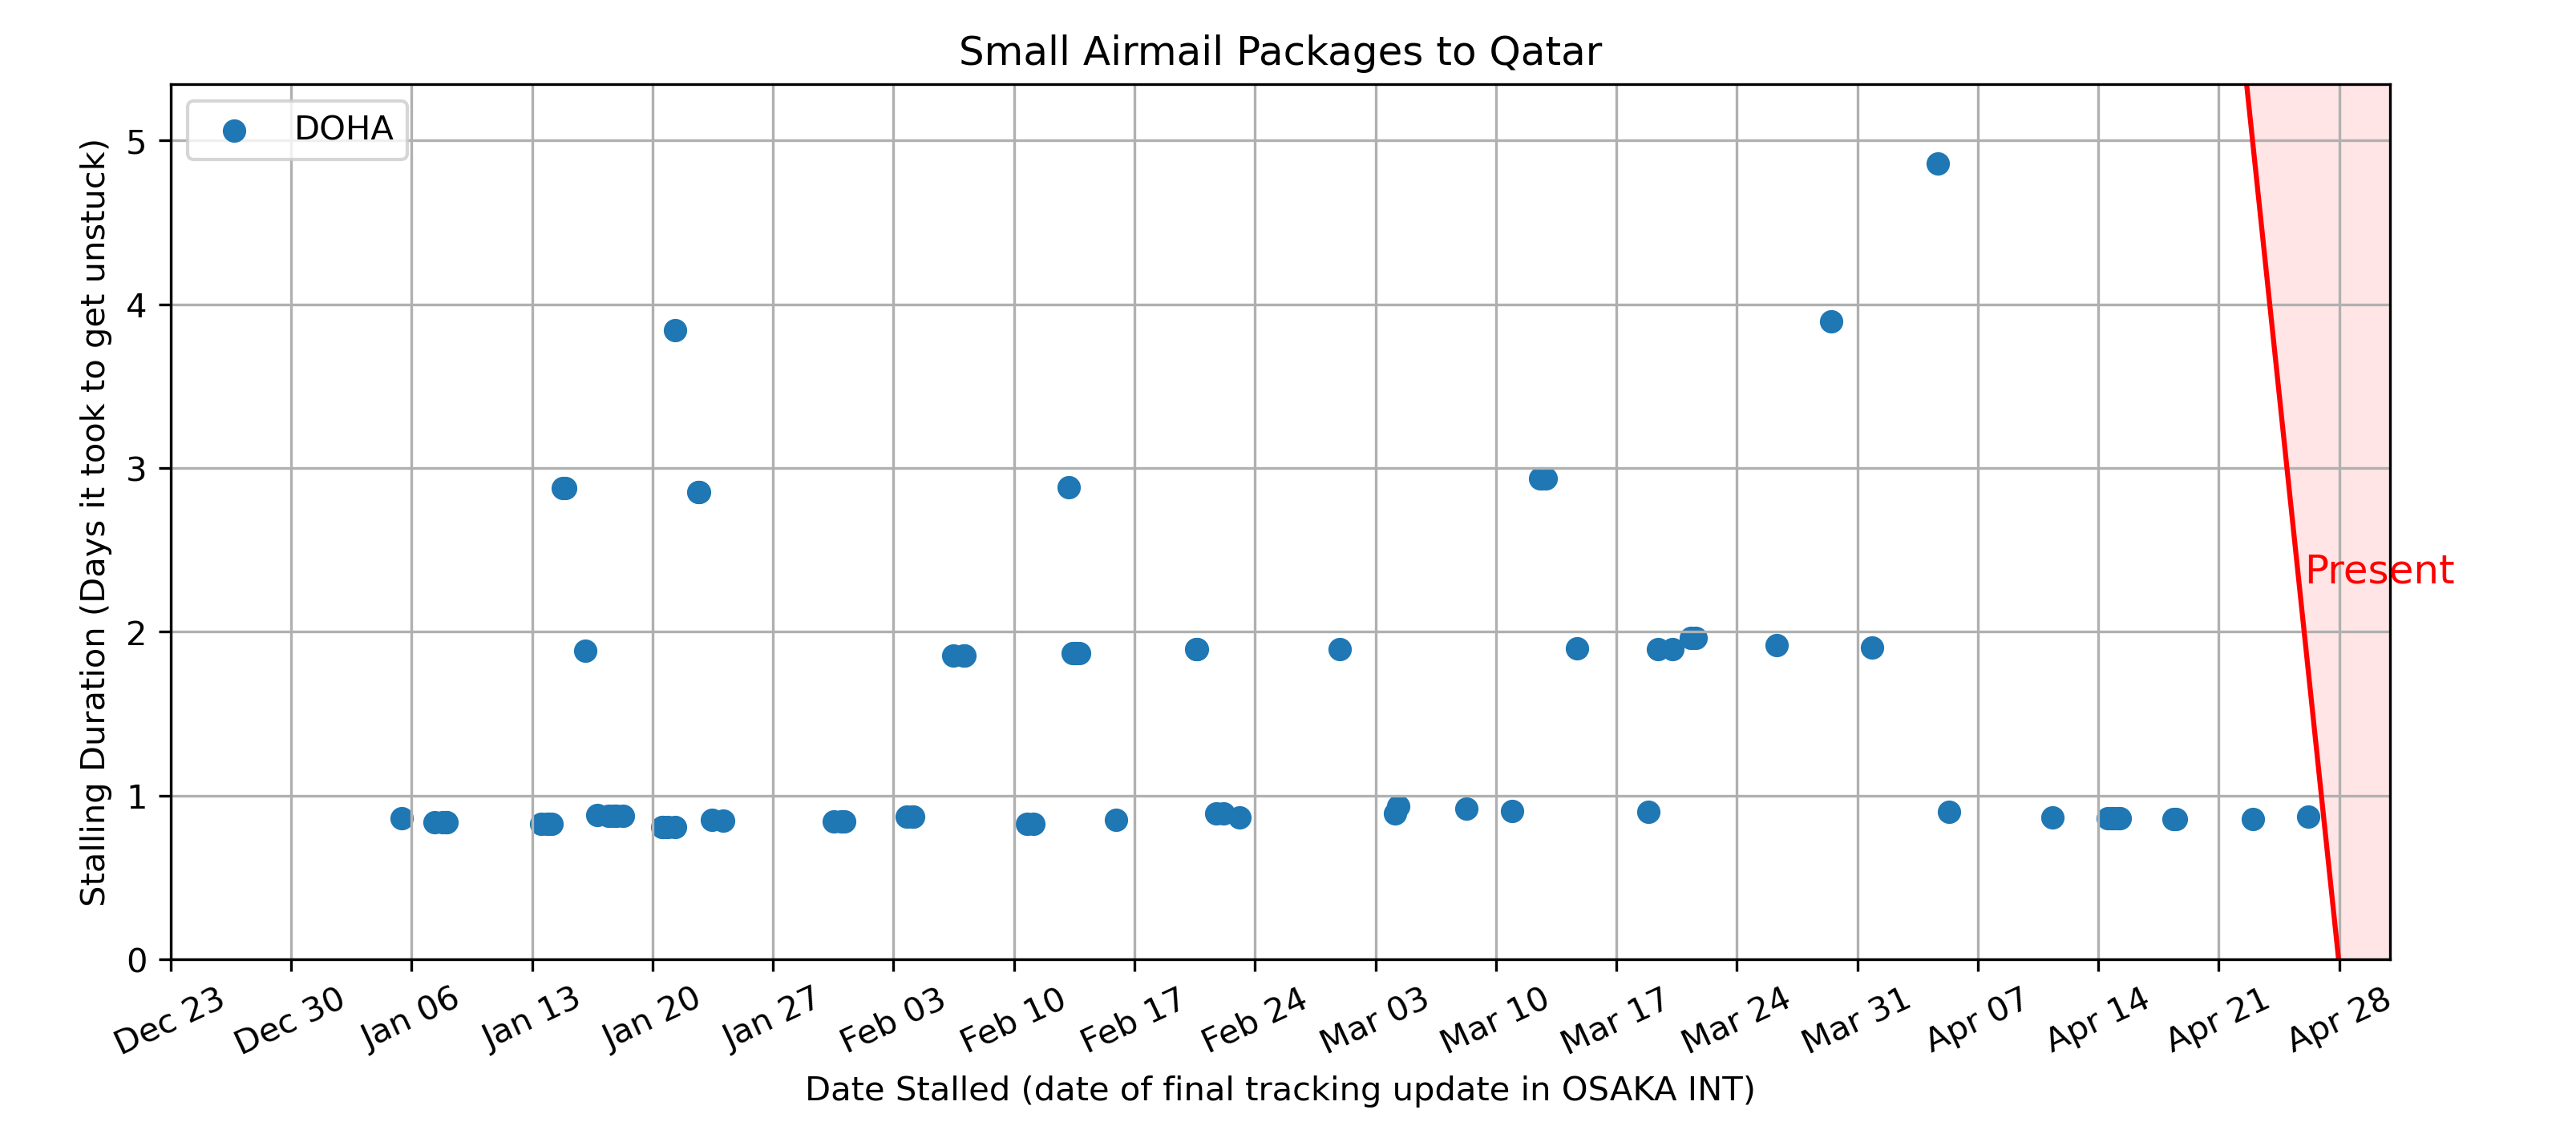 Small Airmail Packages to Qatar
DOHA
Stalling Duration (Days it took to get unstuck)
5
4
3
2
1
0
Present
Dec 23
Dec 30
Jan 06
Jan 13
Jan 20
Jan 27
Feb 03
Feb 10
Feb 17
Feb 24
Mar 03
Mar 10
Mar 17
Mar 24
Mar 31
Apr 07
Apr 14
Apr 21
Apr 28
Date Stalled (date of final tracking update in OSAKA INT)